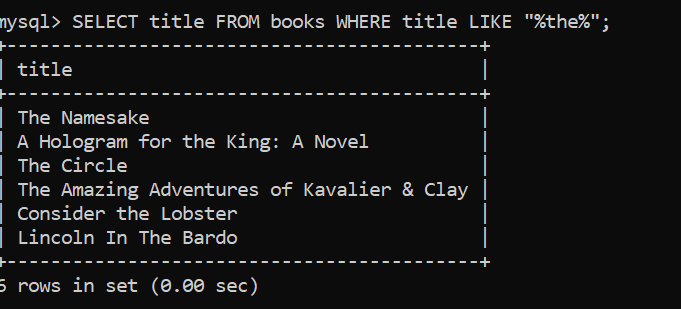 mysql> SELECT title FROM books WHERE title LIKE "%the%";
+-------------------------------------------+
| title                                     |
+-------------------------------------------+
| The Namesake                              |
| A Hologram for the King: A Novel          |
| The Circle                                |
| The Amazing Adventures of Kavalier & Clay |
| Consider the Lobster                      |
| Lincoln In The Bardo                      |
+-------------------------------------------+
6 rows in set (0.00 sec)